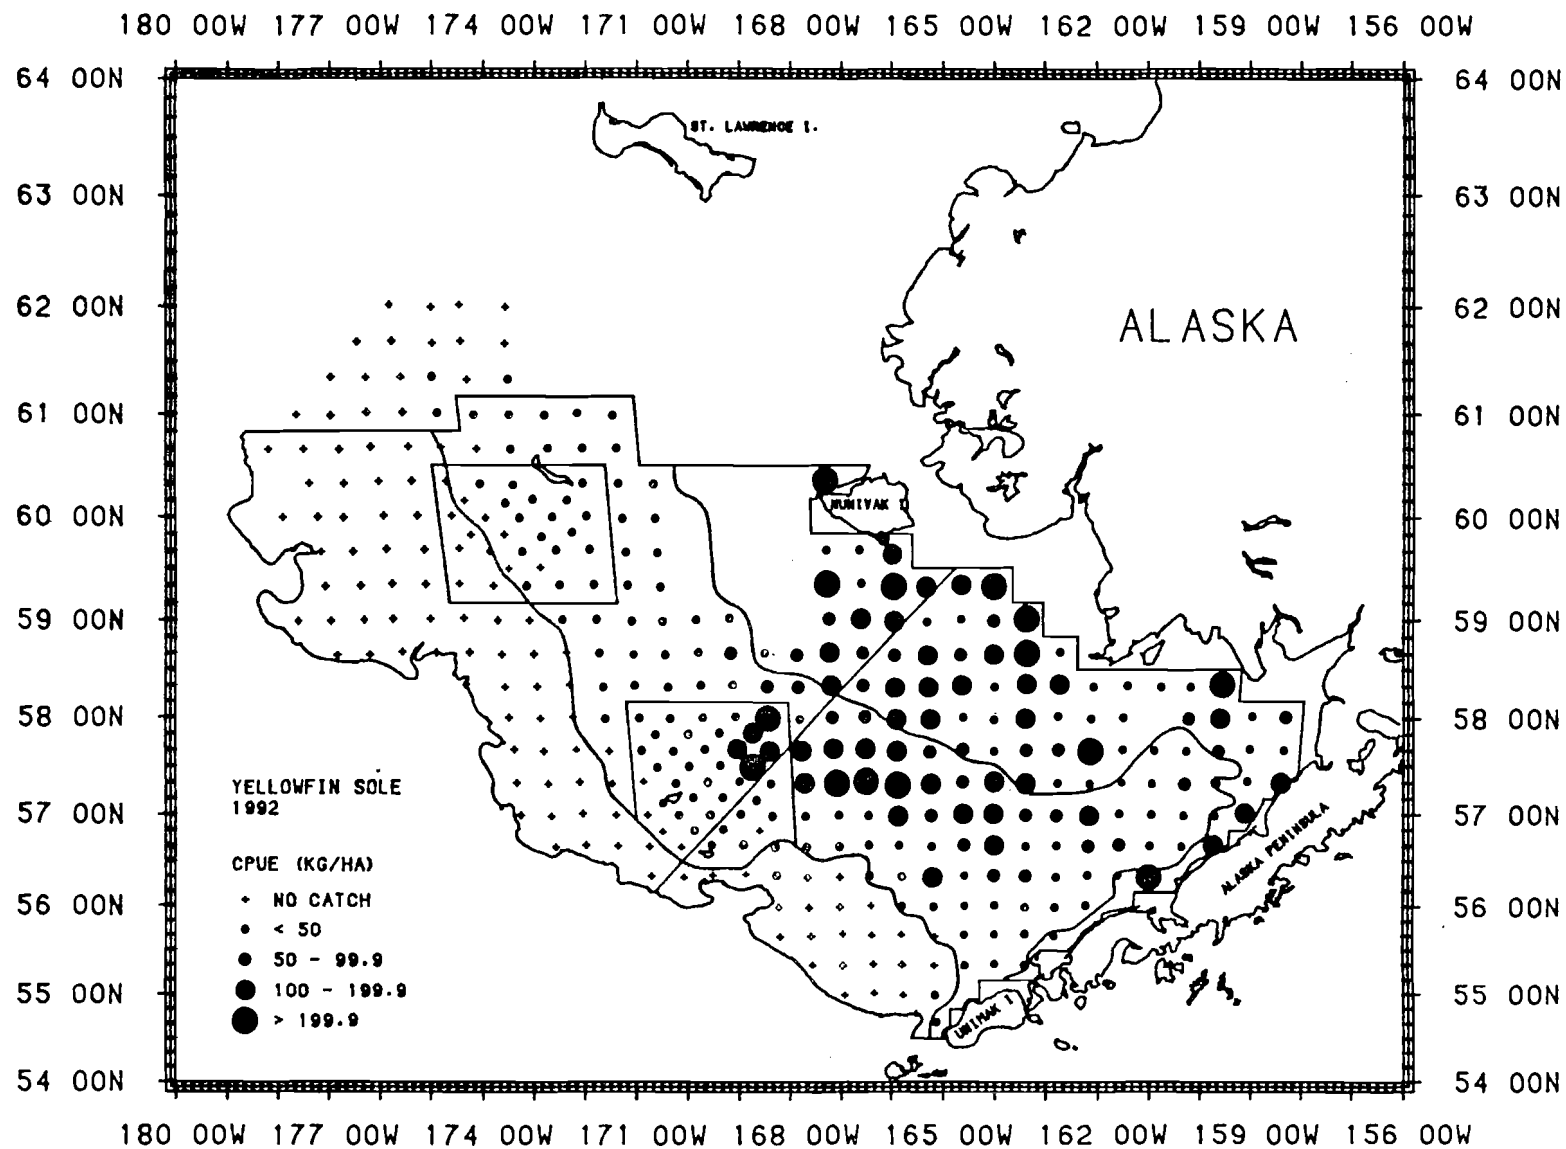 180 00W 177 00W 174 00W 171 00W 168 00W 165 00W 162 00W 159 00W 156 00W
64 00N 64 00N
ST. LAWRENCE I.
63 00N 63 00N
62 00N 62 00N
ALASKA
61 00N 61 00N
60 00N NUNIVAK I 60 00N
59 00N 59 00N
58 00N 58 00N
YELLOWFIN SOLE
1992
57 00N 57 00N
ALASKA PENINSULA
CPUE (KG/HA)
NO CATCH
56 00N 56 00N
< 50
50 - 99.9
55 00N 100 - 199.9 55 00N
> 199.9
UNIMAK I
54 00N 54 00N
180 00W 177 00W 174 00W 171 00W 168 00W 165 00W 162 00W 159 00W 156 00W